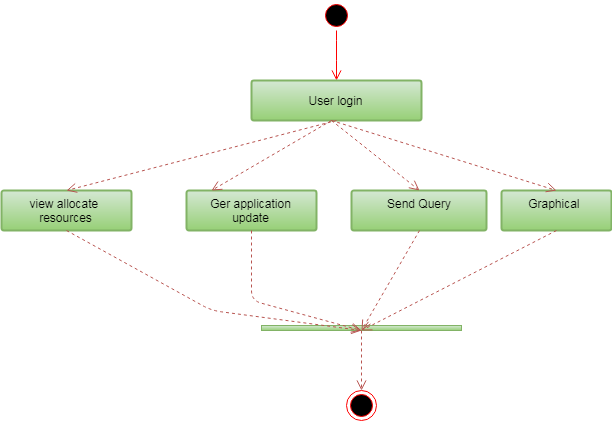 User login
view allocate
resources
Ger application
update
Send Query
Graphical